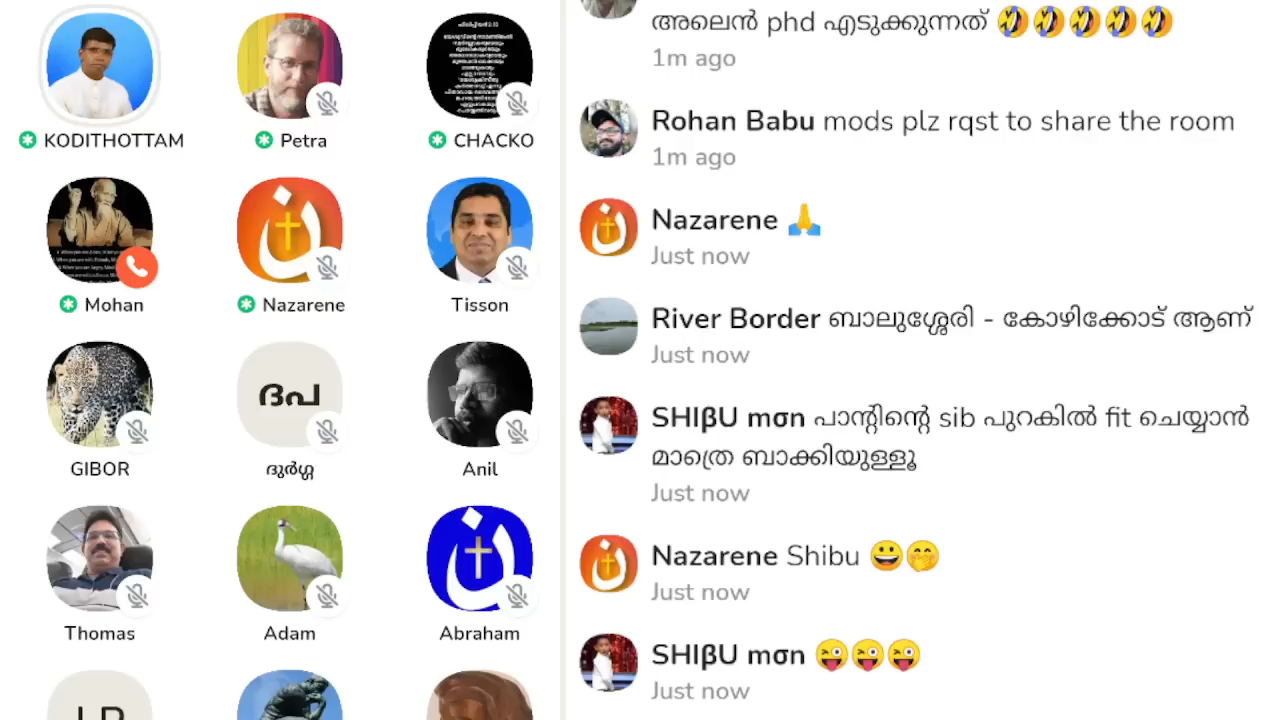 KODITHOTTAM
Petra
CHACKO
Mohan
Nazarene
Tisson
GIBOR
ദപ
ദുർഗ്ഗ
Anil
Thomas
Adam
Abraham
അലെൻ phd എടുക്കുന്നത് 🤣🤣🤣🤣🤣
1m ago
Rohan Babu mods plz rqst to share the room
1m ago
Nazarene 🙏
Just now
River Border ബാലുശ്ശേരി - കോഴിക്കോട് ആണ്
Just now
SHIβU mσn പാന്റിന്റെ sib പുറകിൽ fit ചെയ്യാൻ
മാത്രെ ബാക്കിയുള്ളൂ
Just now
Nazarene Shibu 😀🤭
Just now
SHIβU mσn 😜😜😜
Just now